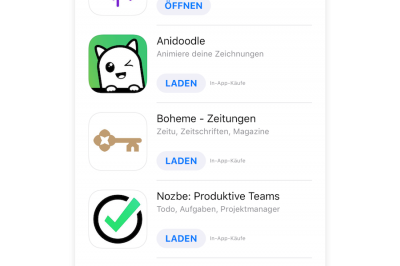 ÖFFNEN
Anidoodle
Animiere deine Zeichnungen
LADEN In-App-Käufe
Boheme - Zeitungen
Zeitu, Zeitschriften, Magazine
LADEN In-App-Käufe
Nozbe: Produktive Teams
Todo, Aufgaben, Projektmanager
LADEN In-App-Käufe